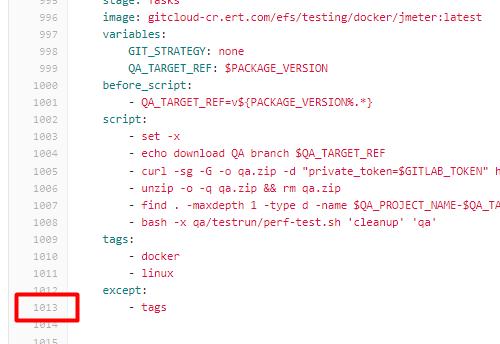 995 stage: Tasks
996 image: gitcloud-cr.ert.com/efs/testing/docker/jmeter:latest
997 variables:
998 GIT_STRATEGY: none
999 QA_TARGET_REF: $PACKAGE_VERSION
1000 before_script:
1001 - QA_TARGET_REF=v${PACKAGE_VERSION%.*}
1002 script:
1003 - set -x
1004 - echo download QA branch $QA_TARGET_REF
1005 - curl -sg -G -o qa.zip -d "private_token=$GITLAB_TOKEN" h
1006 - unzip -o -q qa.zip && rm qa.zip
1007 - find . -maxdepth 1 -type d -name $QA_PROJECT_NAME-$QA_TA
1008 - bash -x qa/testrun/perf-test.sh 'cleanup' 'qa'
1009 tags:
1010 - docker
1011 - linux
1012 except:
1013 - tags
1014
1015